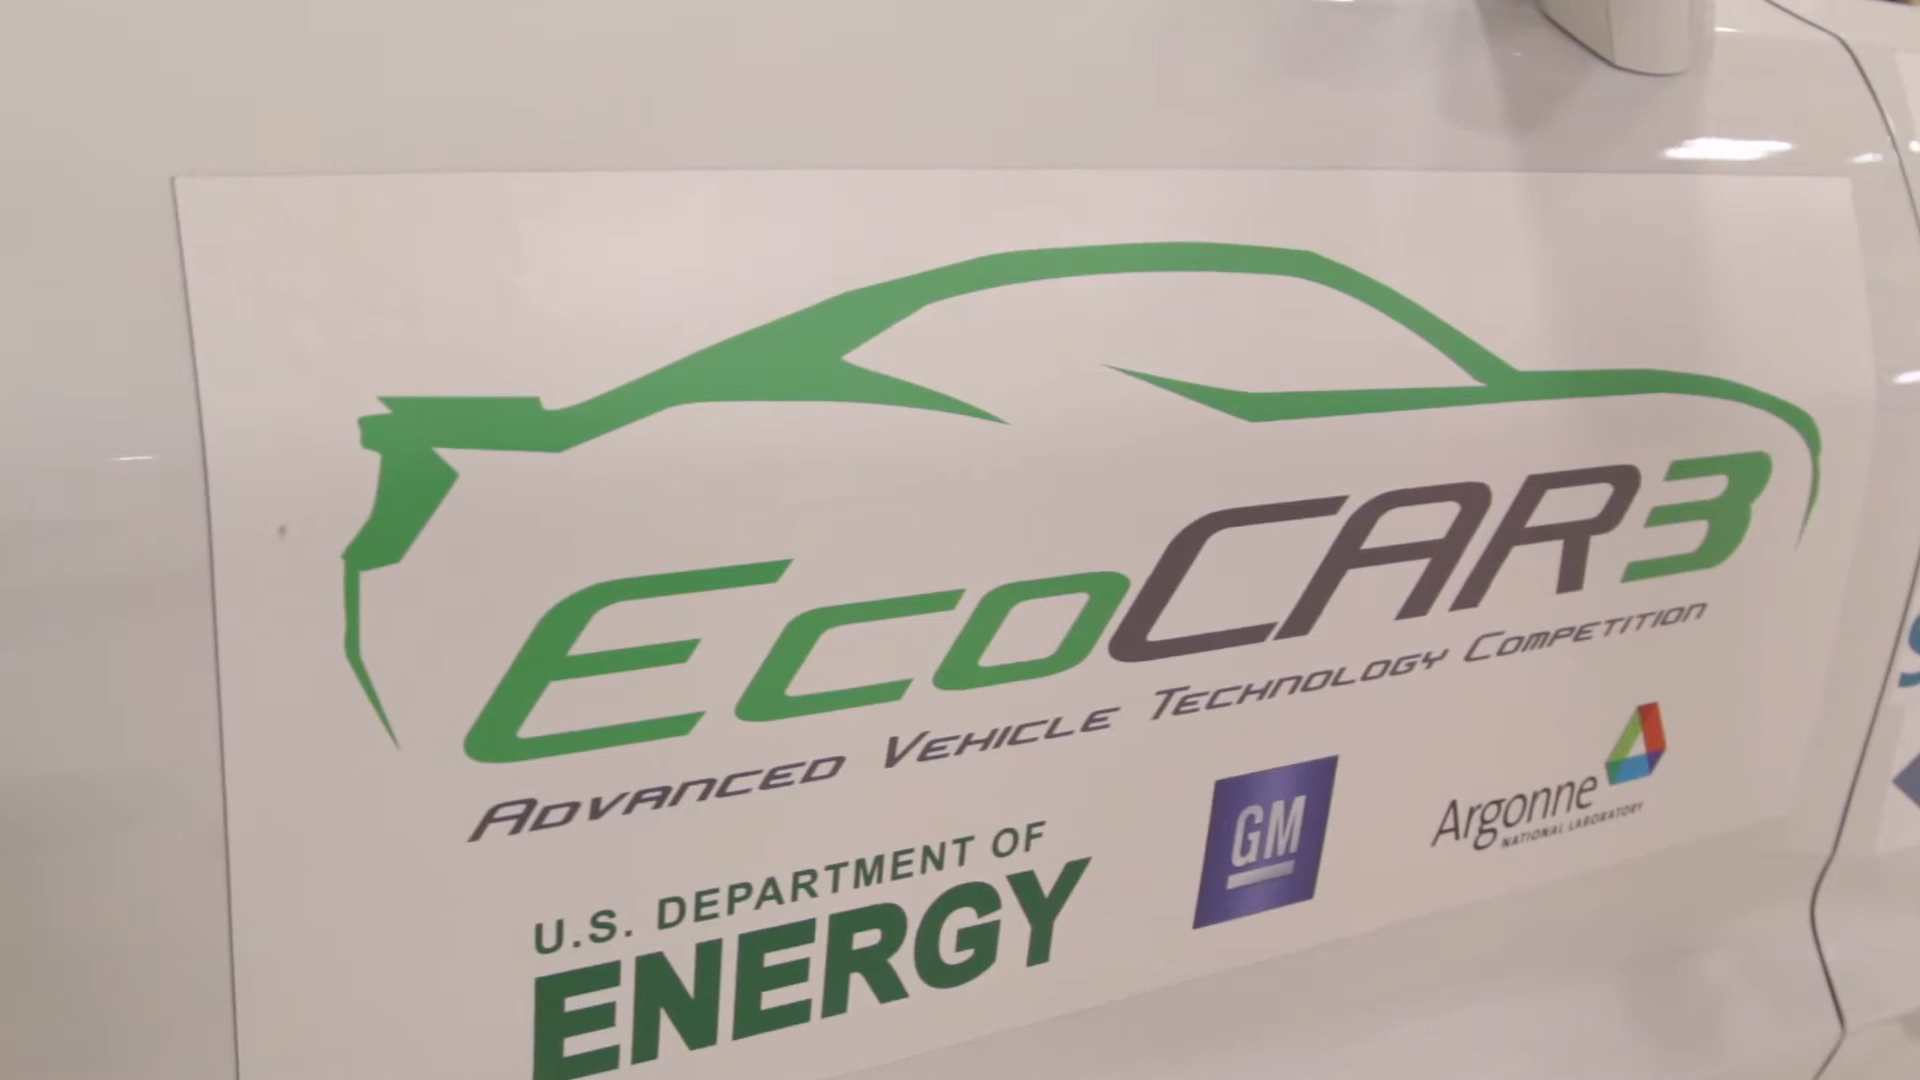 EcoCAR3
Advanced Vehicle Technology Competition
U.S. DEPARTMENT OF
ENERGY
GM
Argonne
NATIONAL LABORATORY